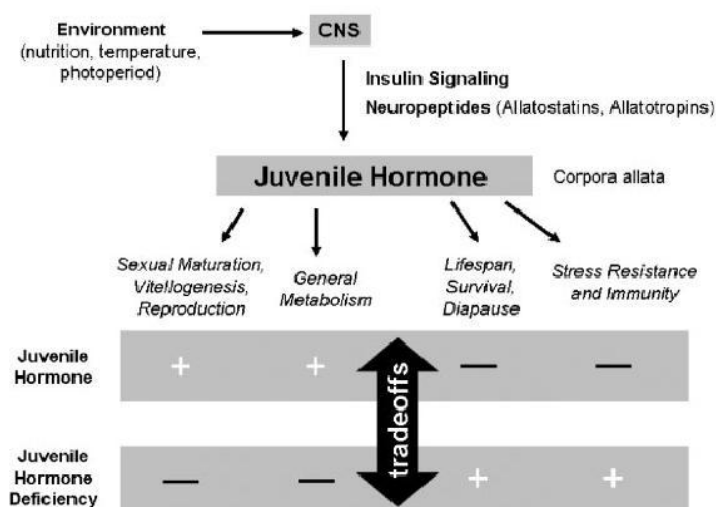 Environment
(nutrition, temperature,
photoperiod)
CNS
Insulin Signaling
Neuropeptides (Allatostatins, Allatotropins)
Juvenile Hormone
Corpora allata
Sexual Maturation,
Vitellogenesis,
Reproduction
General
Metabolism
Lifespan,
Survival,
Diapause
Stress Resistance
and Immunity
Juvenile
Hormone
+ + — —
tradeoffs
Juvenile
Hormone
Deficiency
— — + +